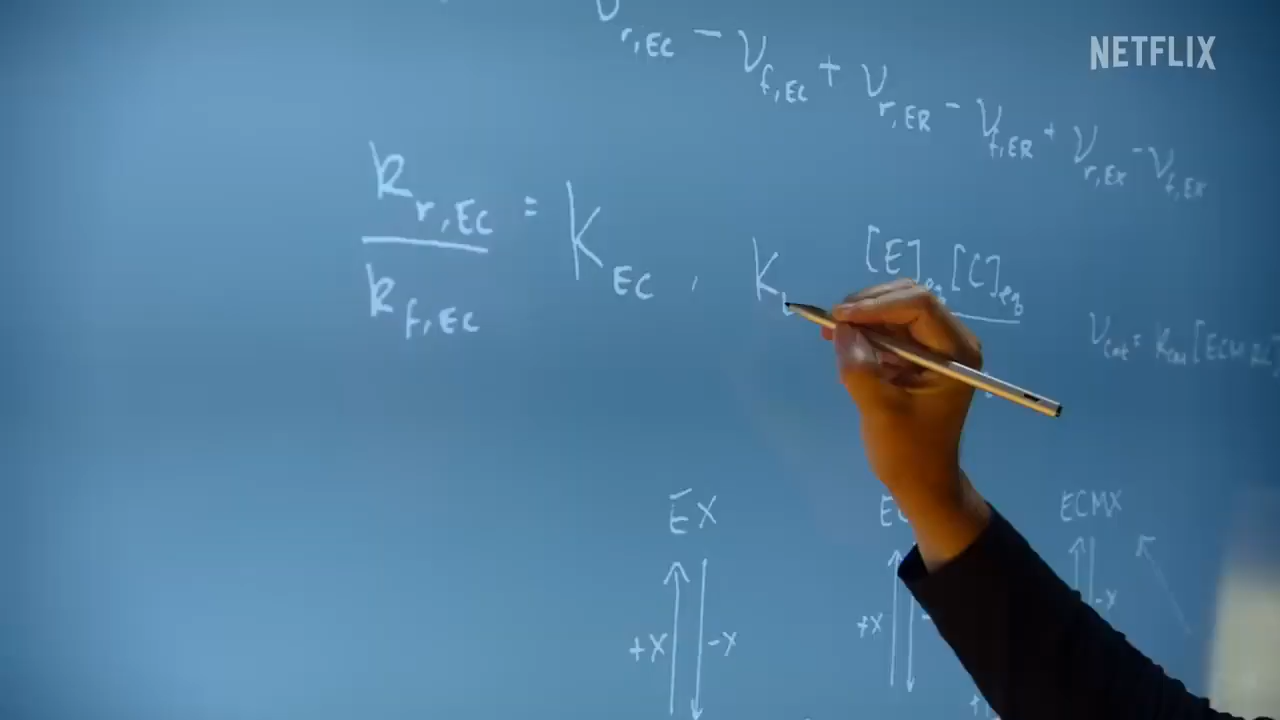 NETFLIX
ν r,EC - ν f,EC + ν r,ER - ν f,ER + ν r,EX - ν f,EX
k r,EC
k f,EC
= K EC ,
[E]eq [C]eq
EX
ECMX
+X
-X
+X
-X